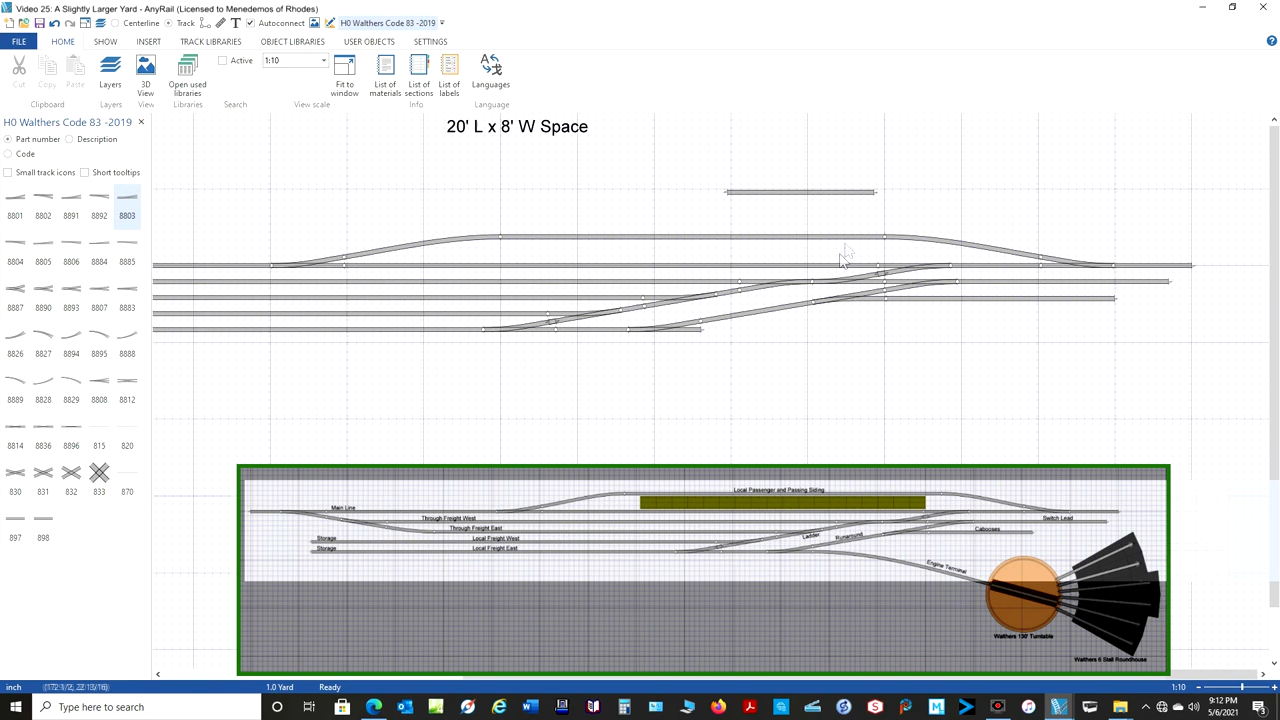 Video 25: A Slightly Larger Yard - AnyRail (Licensed to Menedemos of Rhodes)
Centerline Track Autoconnect H0 Walthers Code 83 -2019
FILE HOME SHOW INSERT TRACK LIBRARIES OBJECT LIBRARIES USER OBJECTS SETTINGS
Active 1:10
Cut Copy Paste Layers 3D View Open used libraries Fit to window List of materials List of sections List of labels Languages
Clipboard Layers View Libraries Search View scale Info Language
H0 Walthers Code 83 -2019
20' L x 8' W Space
Part number Description
Code
Small track icons Short tooltips
8801 8802 8891 8892 8803
8804 8805 8806 8884 8885
8887 8890 8893 8807 8883
8826 8827 8894 8895 8888
8889 8828 8829 8808 8812
8814 8836 8896 815 820
830 831 882 870
897 898
Local Passenger and Passing Siding
Main Line
Through Freight West
Switch Lead
Through Freight East
Cabooses
Ladder
Runaround
Storage Local Freight West
Storage Local Freight East
Engine Terminal
Walthers 130' Turntable
Walthers 6 Stall Roundhouse
inch 1.0 Yard Ready 1:10
Type here to search
9:12 PM
5/6/2021